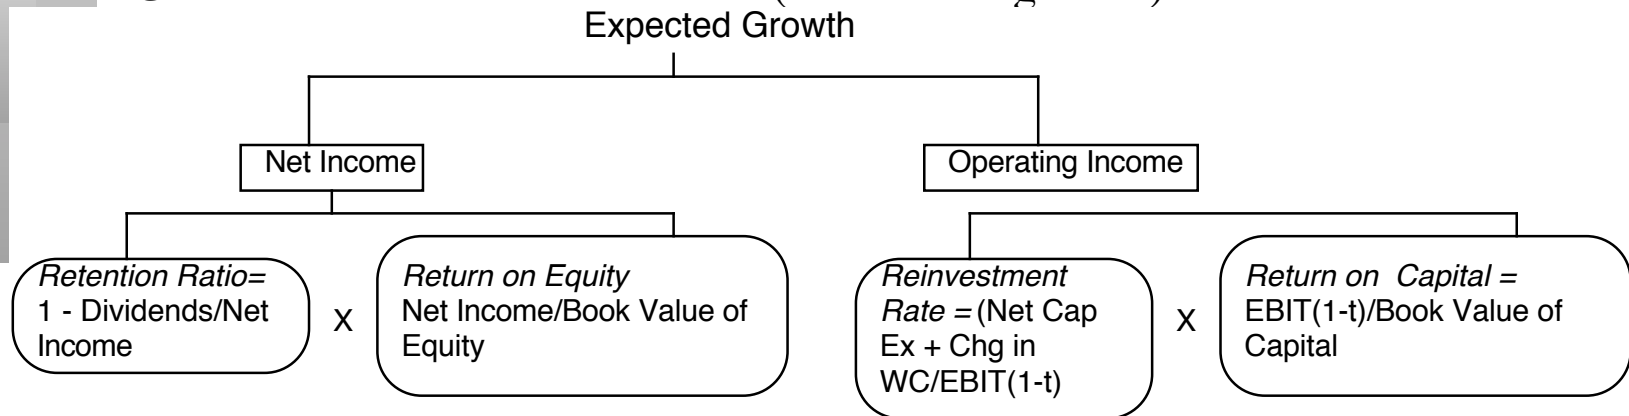 Expected Growth
Net Income
Operating Income
Retention Ratio=
1 - Dividends/Net
Income
X
Return on Equity
Net Income/Book Value of
Equity
Reinvestment
Rate = (Net Cap
Ex + Chg in
WC/EBIT(1-t)
X
Return on Capital =
EBIT(1-t)/Book Value of
Capital